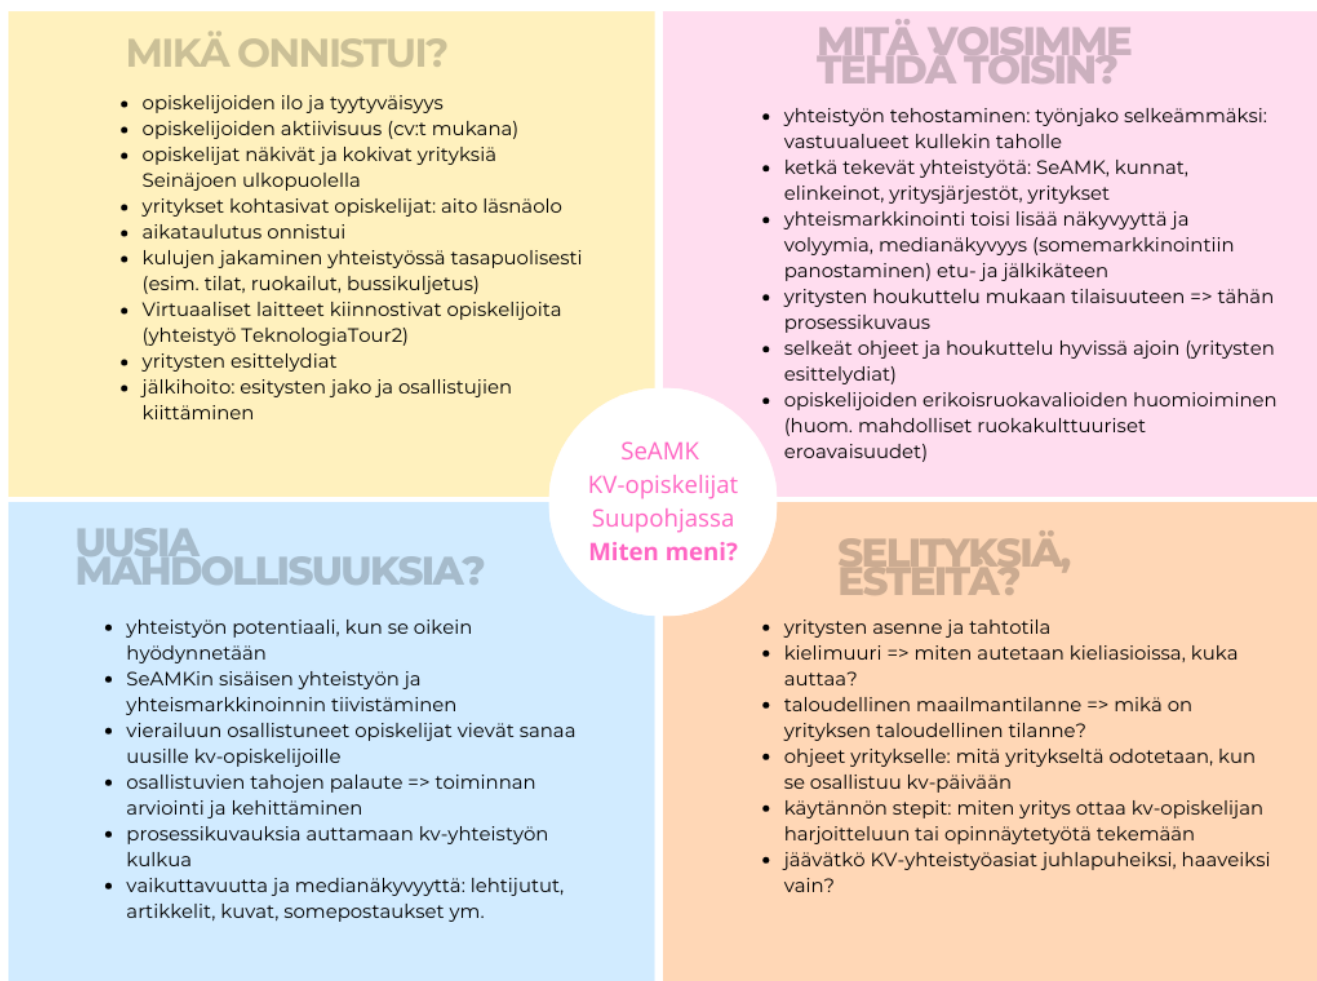 MIKÄ ONNISTUI?
• opiskelijoiden ilo ja tyytyväisyys
• opiskelijoiden aktiivisuus (cv:t mukana)
• opiskelijat näkivät ja kokivat yrityksiä
Seinäjoen ulkopuolella
• yritykset kohtasivat opiskelijat: aito läsnäolo
• aikataulutus onnistui
• kulujen jakaminen yhteistyössä tasapuolisesti
(esim. tilat, ruokailut, bussikuljetus)
• Virtuaaliset laitteet kiinnostivat opiskelijoita
(yhteistyö TeknologiaTour2)
• yritysten esittelydiat
• jälkihoito: esitysten jako ja osallistujien
kiittäminen
MITÄ VOISIMME
TEHDÄ TOISIN?
• yhteistyön tehostaminen: työnjako selkeämmäksi:
vastuualueet kullekin taholle
• ketkä tekevät yhteistyötä: SeAMK, kunnat,
elinkeinot, yritysjärjestöt, yritykset
• yhteismarkkinointi toisi lisää näkyvyyttä ja
volyymia, medianäkyvyys (somemarkkinointiin
panostaminen) etu- ja jälkikäteen
• yritysten houkuttelu mukaan tilaisuuteen => tähän
prosessikuvaus
• selkeät ohjeet ja houkuttelu hyvissä ajoin (yritysten
esittelydiat)
• opiskelijoiden erikoisruokavalioiden huomioiminen
(huom. mahdolliset ruokakulttuuriset
eroavaisuudet)
SeAMK
KV-opiskelijat
Suupohjassa
Miten meni?
UUSIA
MAHDOLLISUUKSIA?
• yhteistyön potentiaali, kun se oikein
hyödynnetään
• SeAMKin sisäisen yhteistyön ja
yhteismarkkinoinnin tiivistäminen
• vierailuun osallistuneet opiskelijat vievät sanaa
uusille kv-opiskelijoille
• osallistuvien tahojen palaute => toiminnan
arviointi ja kehittäminen
• prosessikuvauksia auttamaan kv-yhteistyön
kulkua
• vaikuttavuutta ja medianäkyvyyttä: lehtijutut,
artikkelit, kuvat, somepostaukset ym.
SELITYKSIÄ,
ESTEITÄ?
• yritysten asenne ja tahtotila
• kielimuuri => miten autetaan kieliasioissa, kuka
auttaa?
• taloudellinen maailmantilanne => mikä on
yrityksen taloudellinen tilanne?
• ohjeet yritykselle: mitä yritykseltä odotetaan, kun
se osallistuu kv-päivään
• käytännön stepit: miten yritys ottaa kv-opiskelijan
harjoitteluun tai opinnäytetyötä tekemään
• jäävätkö KV-yhteistyöasiat juhlapuheiksi, haaveiksi
vain?